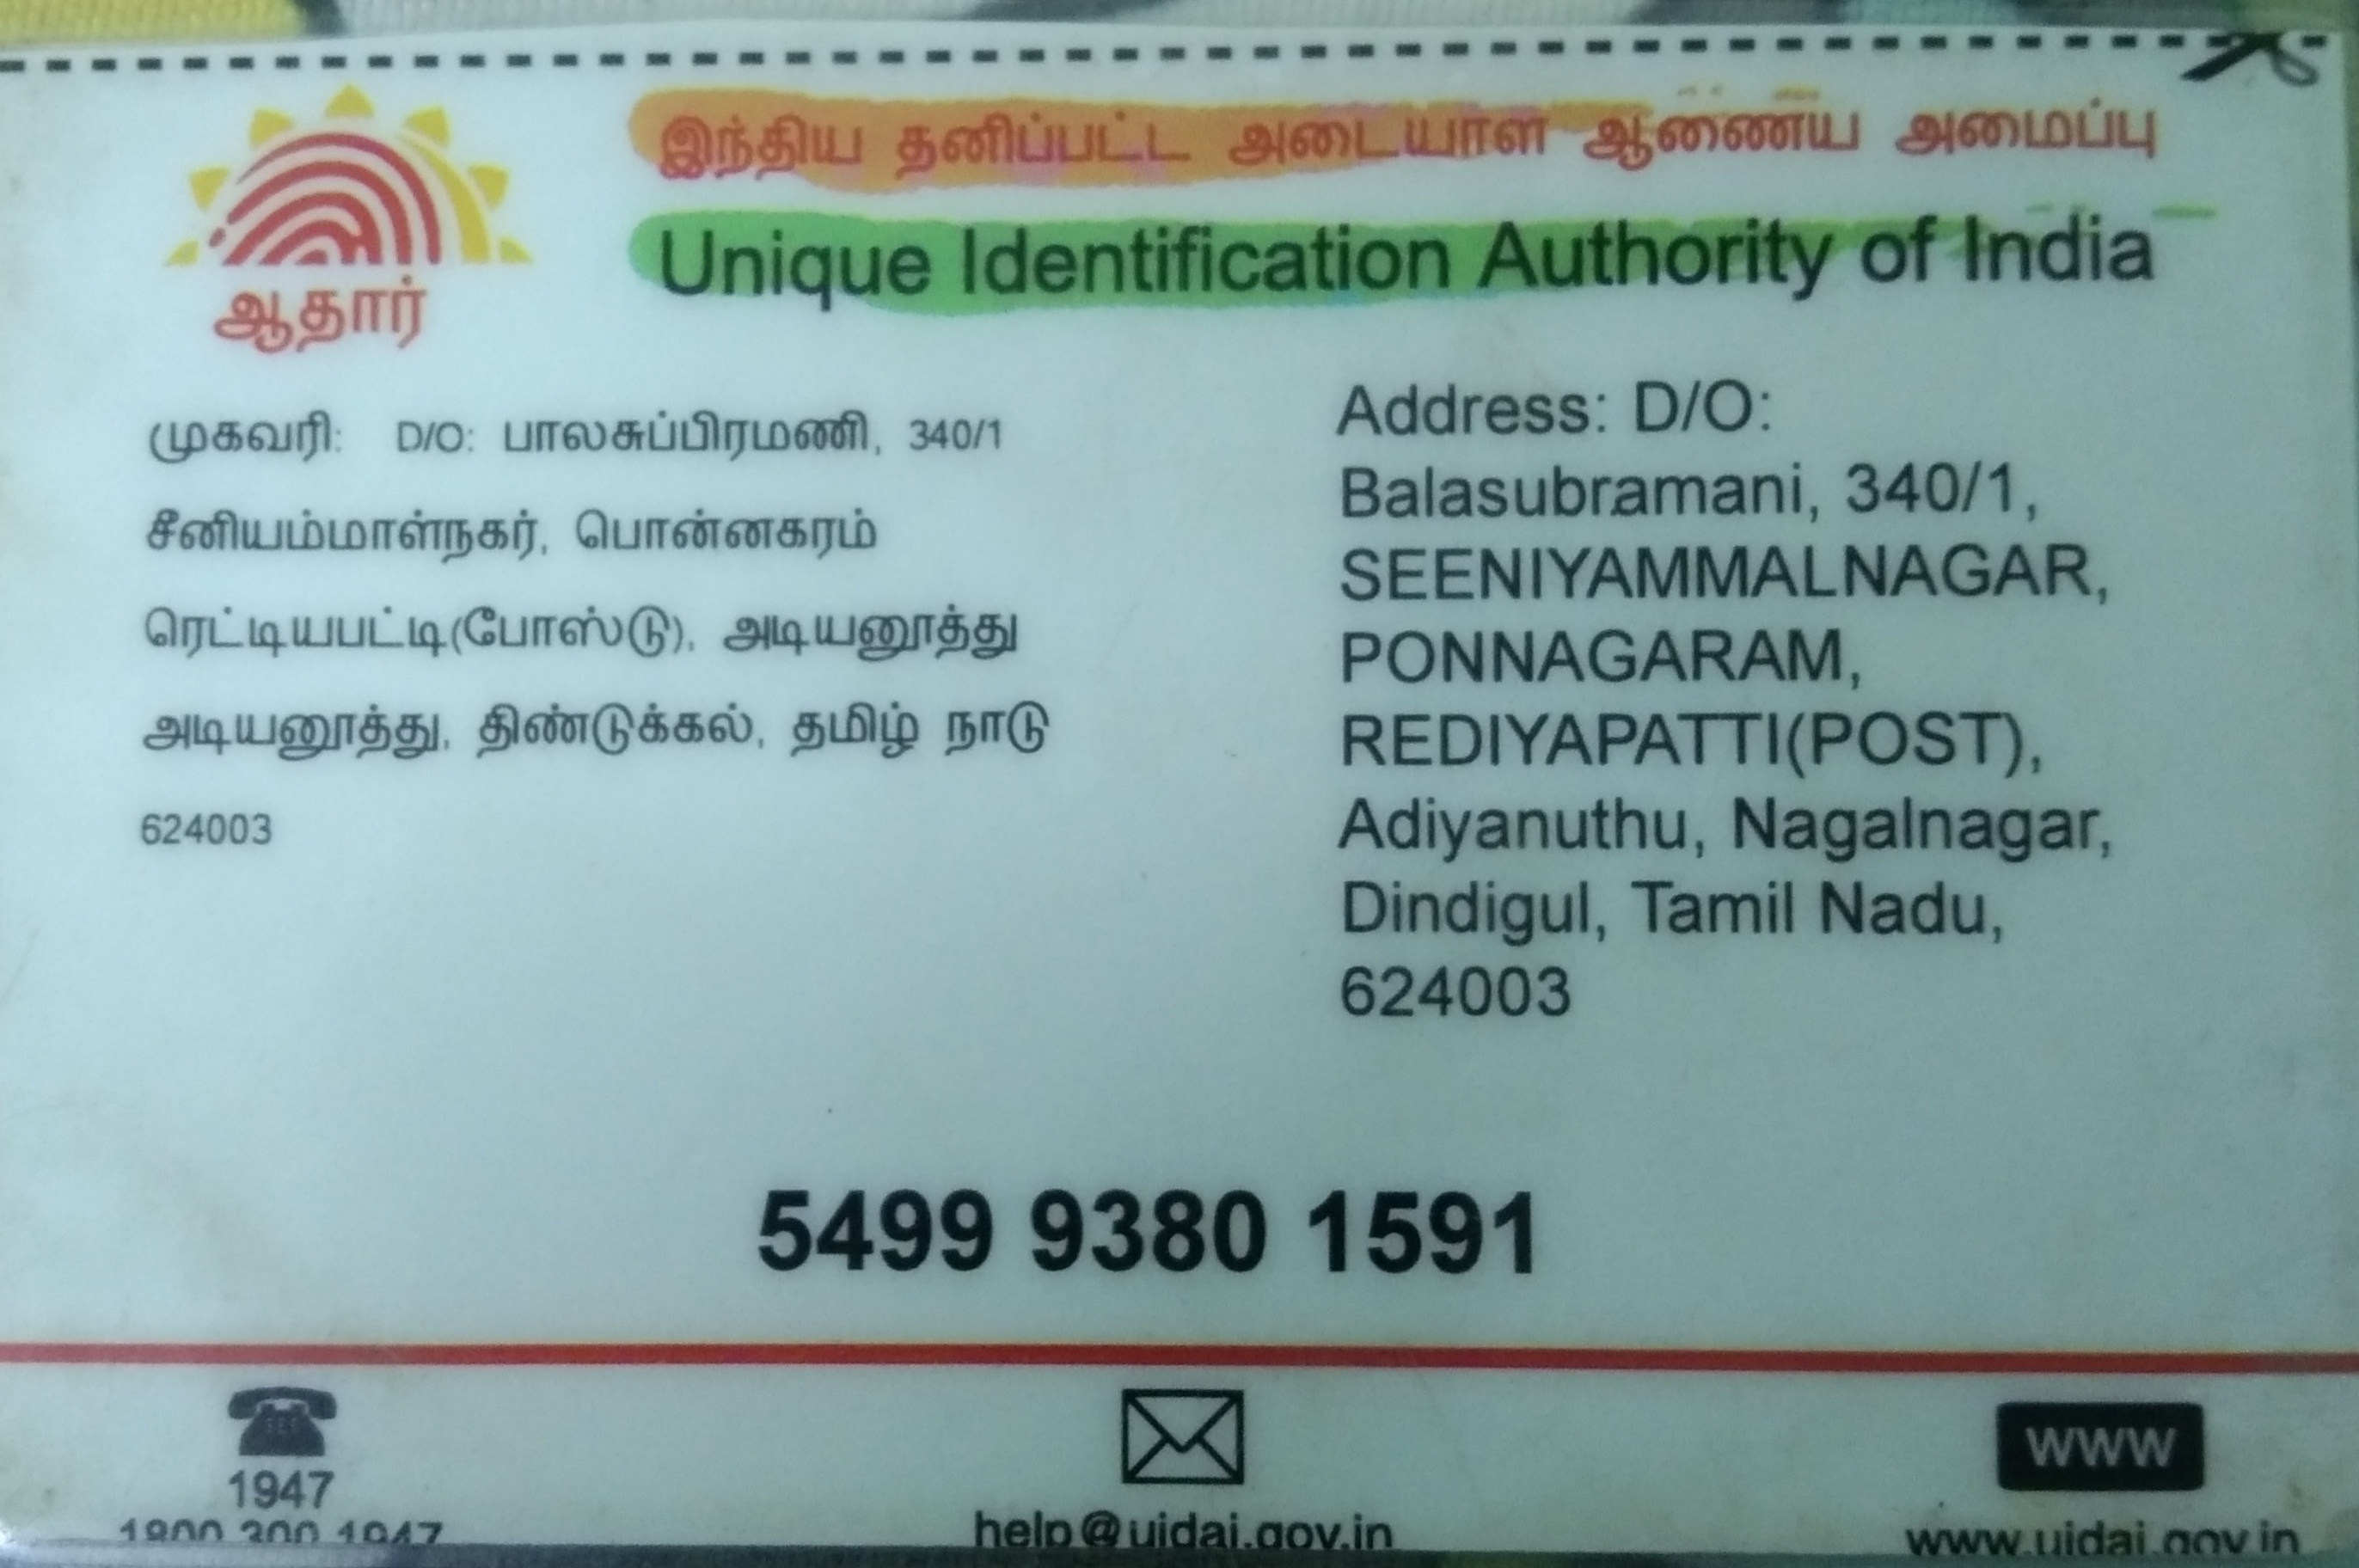 இந்திய தனிப்பட்ட அடையாள ஆணைய அமைப்பு
Unique Identification Authority of India
ஆதார்
முகவரி: D/O: பாலசுப்பிரமணி, 340/1
சீனியம்மாள்நகர், பொன்னகரம்
ரெட்டியபட்டி(போஸ்டு), அடியனூத்து
அடியனூத்து, திண்டுக்கல், தமிழ் நாடு
624003
Address: D/O:
Balasubramani, 340/1,
SEENIYAMMALNAGAR,
PONNAGARAM,
REDIYAPATTI(POST),
Adiyanuthu, Nagalnagar,
Dindigul, Tamil Nadu,
624003
5499 9380 1591
1947
1800 300 1947
help@uidai.gov.in
www
www.uidai.gov.in